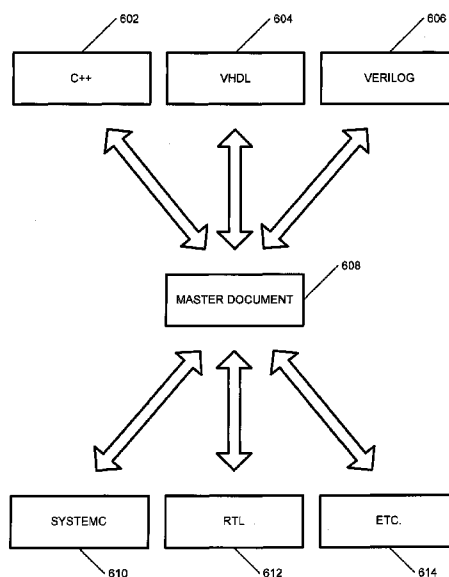 602
604
606
C++
VHDL
VERILOG
608
MASTER DOCUMENT
SYSTEMC
RTL
ETC.
610
612
614